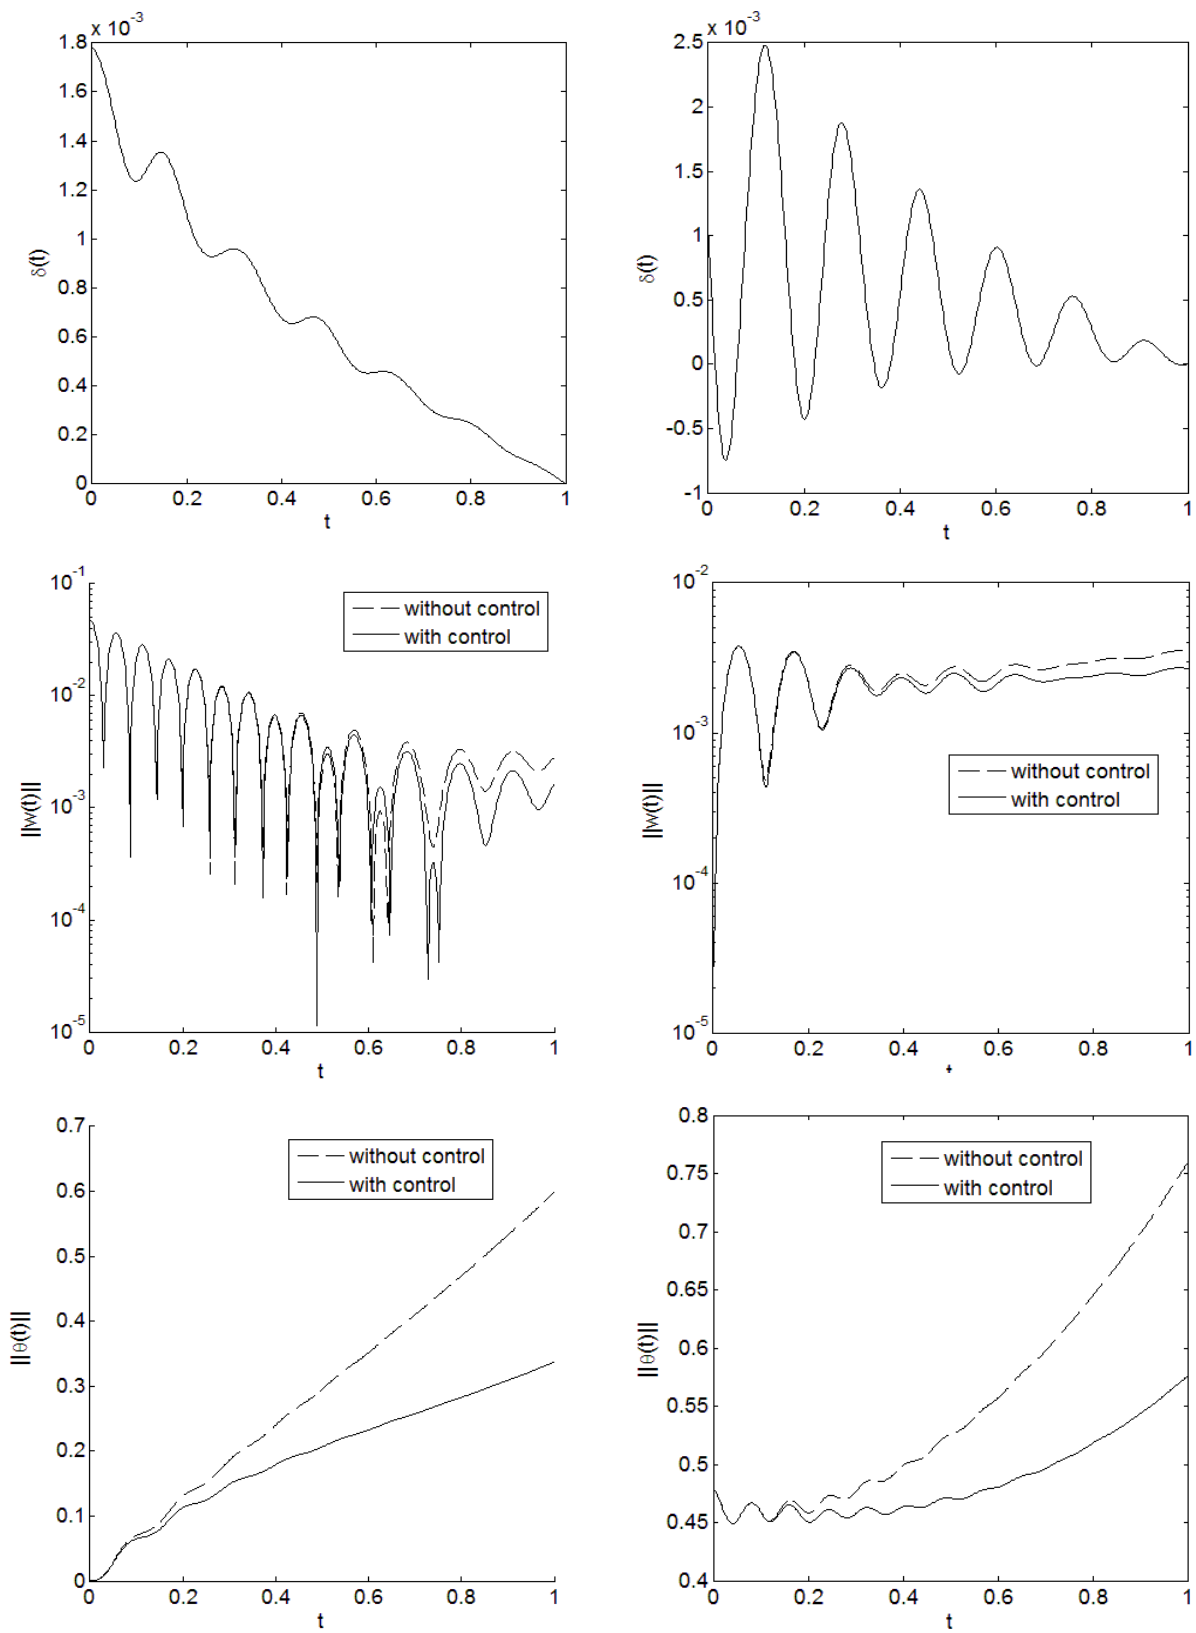 x 10^-3
1.8
1.6
1.4
1.2
1
0.8
0.6
0.4
0.2
0
δ(t)
0 0.2 0.4 0.6 0.8 1
t
x 10^-3
2.5
2
1.5
1
0.5
0
-0.5
-1
δ(t)
0 0.2 0.4 0.6 0.8 1
t
10^-1
10^-2
10^-3
10^-4
10^-5
||w(t)||
without control
with control
0 0.2 0.4 0.6 0.8 1
t
10^-2
10^-3
10^-4
10^-5
||w(t)||
without control
with control
0 0.2 0.4 0.6 0.8 1
0.7
0.6
0.5
0.4
0.3
0.2
0.1
0
||θ(t)||
without control
with control
0 0.2 0.4 0.6 0.8 1
t
0.8
0.75
0.7
0.65
0.6
0.55
0.5
0.45
0.4
||θ(t)||
without control
with control
0 0.2 0.4 0.6 0.8 1
t